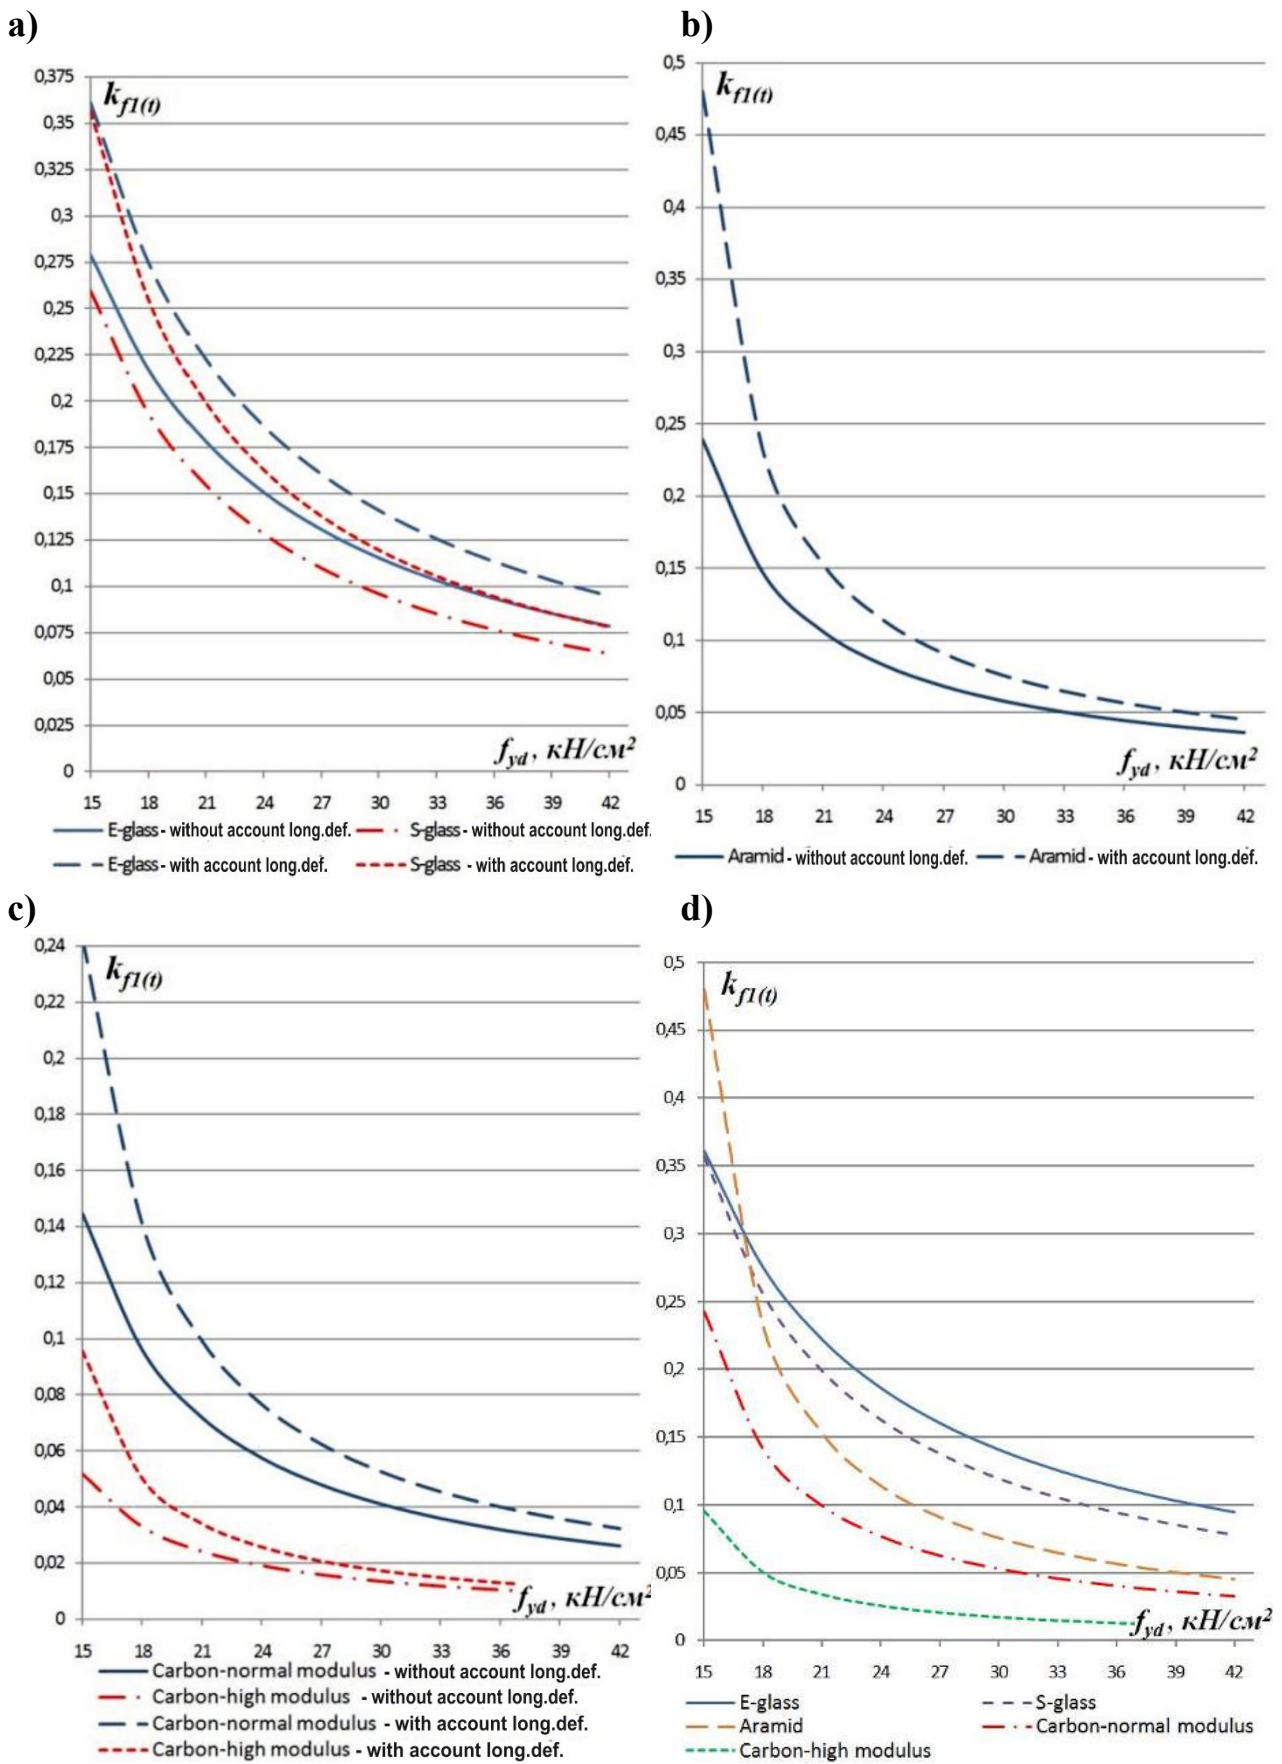 a)
0,375
0,35
0,325
0,3
0,275
0,25
0,225
0,2
0,175
0,15
0,125
0,1
0,075
0,05
0,025
0
k f1(t)
f yd , кН/см²
15 18 21 24 27 30 33 36 39 42
E-glass - without account long.def. S-glass - without account long.def.
E-glass - with account long.def. S-glass - with account long.def.
b)
0,5
0,45
0,4
0,35
0,3
0,25
0,2
0,15
0,1
0,05
0
k f1(t)
f yd , кН/см²
15 18 21 24 27 30 33 36 39 42
Aramid - without account long.def. Aramid - with account long.def.
c)
0,24
0,22
0,2
0,18
0,16
0,14
0,12
0,1
0,08
0,06
0,04
0,02
0
k f1(t)
f yd , кН/см²
15 18 21 24 27 30 33 36 39 42
Carbon-normal modulus - without account long.def.
Carbon-high modulus - without account long.def.
Carbon-normal modulus - with account long.def.
Carbon-high modulus - with account long.def.
d)
0,5
0,45
0,4
0,35
0,3
0,25
0,2
0,15
0,1
0,05
0
k f1(t)
f yd , кН/см²
15 18 21 24 27 30 33 36 39 42
E-glass S-glass
Aramid Carbon-normal modulus
Carbon-high modulus